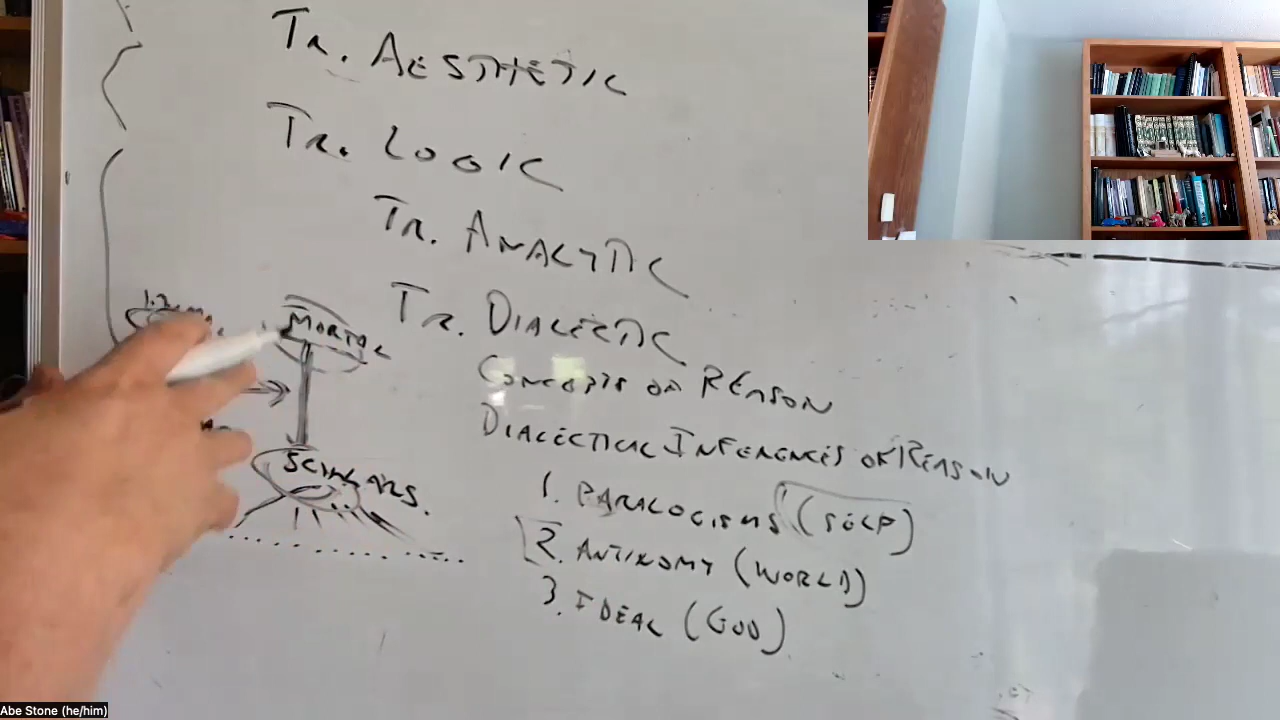 Tr. AESTHETIC
Tr. LOGIC
Tr. ANALYTIC
Tr. DIALECTIC
MORTAL
CONCEPTS OF REASON
DIALECTICAL INFERENCES OF REASON
SCHOLARS.
1. PARALOGISMS (SELF)
2. ANTINOMY (WORLD)
3. IDEAL (GOD)
Abe Stone (he/him)